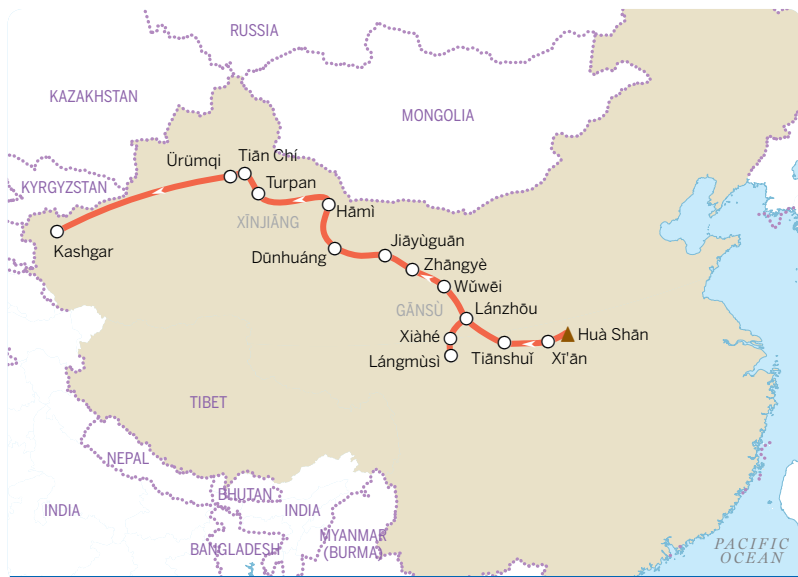 RUSSIA
KAZAKHSTAN
MONGOLIA
Ürümqi
Tiān Chí
KYRGYZSTAN
Turpan
Hāmì
XĪNJIĀNG
Kashgar
Dūnhuáng
Jiāyùguān
Zhāngyè
Wǔwēi
GĀNSÙ
Lánzhōu
Xiàhé
Huà Shān
Lángmùsì
Tiānshuǐ
Xī'ān
TIBET
NEPAL
BHUTAN
INDIA
INDIA
MYANMAR
(BURMA)
BANGLADESH
PACIFIC
OCEAN